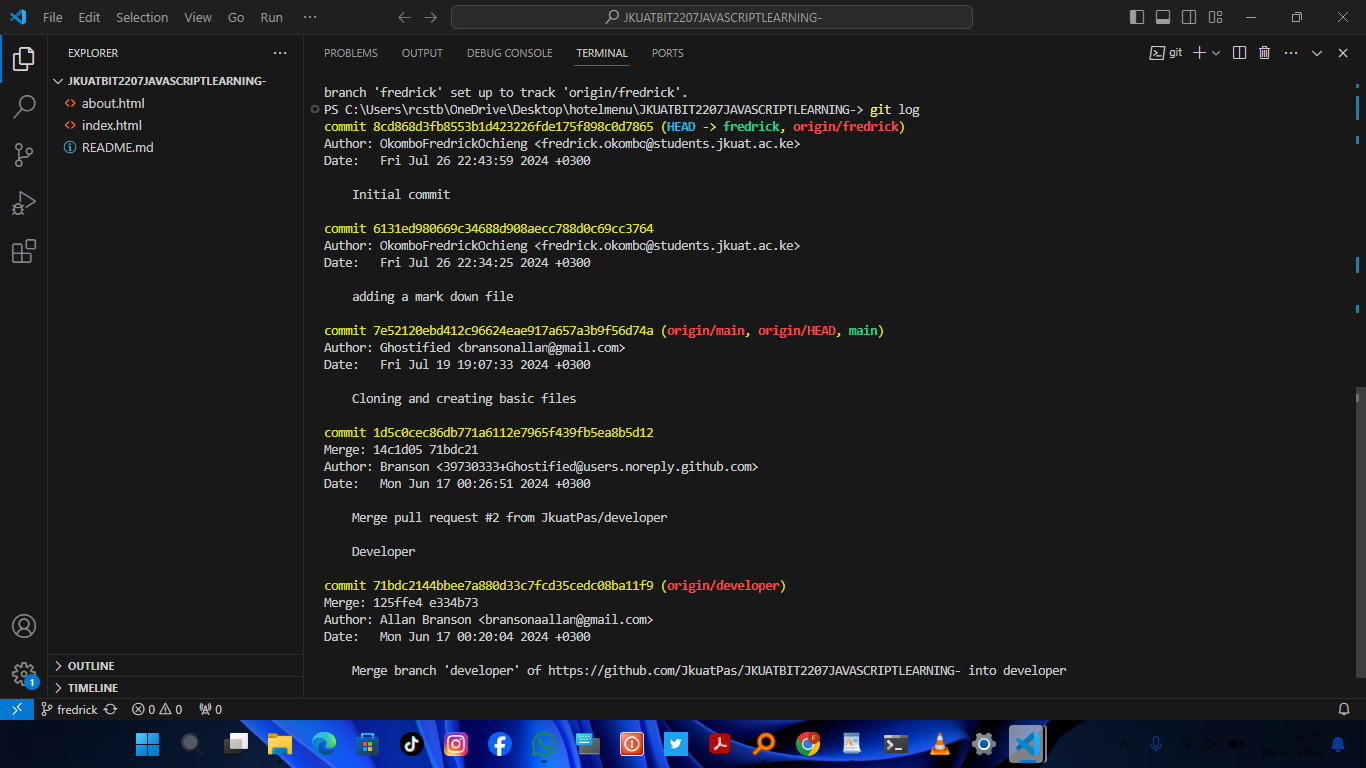 File Edit Selection View Go Run ···
JKUATBIT2207JAVASCRIPTLEARNING-
EXPLORER
JKUATBIT2207JAVASCRIPTLEARNING-
about.html
index.html
README.md
OUTLINE
TIMELINE
PROBLEMS OUTPUT DEBUG CONSOLE TERMINAL PORTS
git
branch 'fredrick' set up to track 'origin/fredrick'.
PS C:\Users\rcstb\OneDrive\Desktop\hotelmenu\JKUATBIT2207JAVASCRIPTLEARNING-> git log
commit 8cd868d3fb8553b1d423226fde175f898c0d7865 (HEAD -> fredrick, origin/fredrick)
Author: OkomboFredrickOchieng <fredrick.okombo@students.jkuat.ac.ke>
Date:   Fri Jul 26 22:43:59 2024 +0300
Initial commit
commit 6131ed980669c34688d908aecc788d0c69cc3764
Author: OkomboFredrickOchieng <fredrick.okombo@students.jkuat.ac.ke>
Date:   Fri Jul 26 22:34:25 2024 +0300
adding a mark down file
commit 7e52120ebd412c96624eae917a657a3b9f56d74a (origin/main, origin/HEAD, main)
Author: Ghostified <bransonallan@gmail.com>
Date:   Fri Jul 19 19:07:33 2024 +0300
Cloning and creating basic files
commit 1d5c0cec86db771a6112e7965f439fb5ea8b5d12
Merge: 14c1d05 71bdc21
Author: Branson <39730333+Ghostified@users.noreply.github.com>
Date:   Mon Jun 17 00:26:51 2024 +0300
Merge pull request #2 from JkuatPas/developer
Developer
commit 71bdc2144bbee7a880d33c7fcd35cedc08ba11f9 (origin/developer)
Merge: 125ffe4 e334b73
Author: Allan Branson <bransonaallan@gmail.com>
Date:   Mon Jun 17 00:20:04 2024 +0300
Merge branch 'developer' of https://github.com/JkuatPas/JKUATBIT2207JAVASCRIPTLEARNING- into developer
1
fredrick 0 0 0
26/07/2024